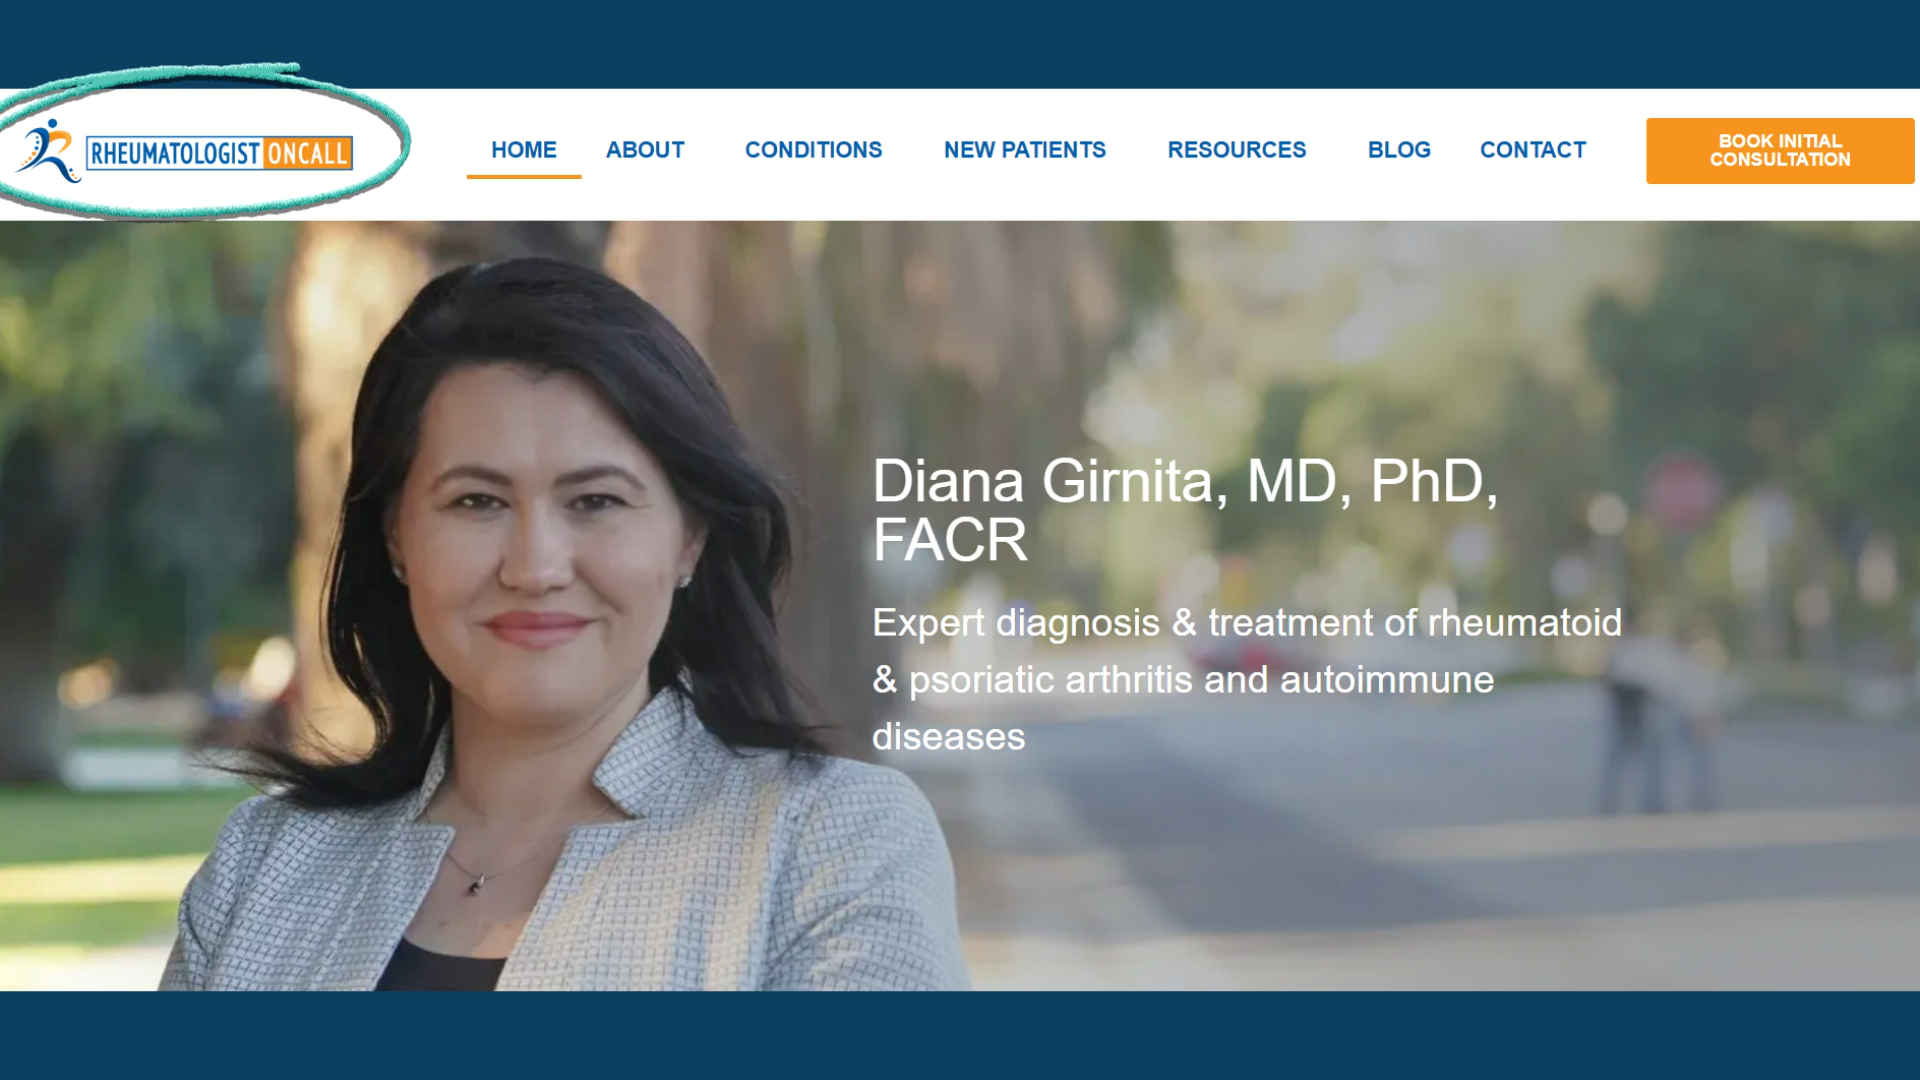 RHEUMATOLOGIST ONCALL
HOME
ABOUT
CONDITIONS
NEW PATIENTS
RESOURCES
BLOG
CONTACT
BOOK INITIAL
CONSULTATION
Diana Girnita, MD, PhD,
FACR
Expert diagnosis & treatment of rheumatoid
& psoriatic arthritis and autoimmune
diseases